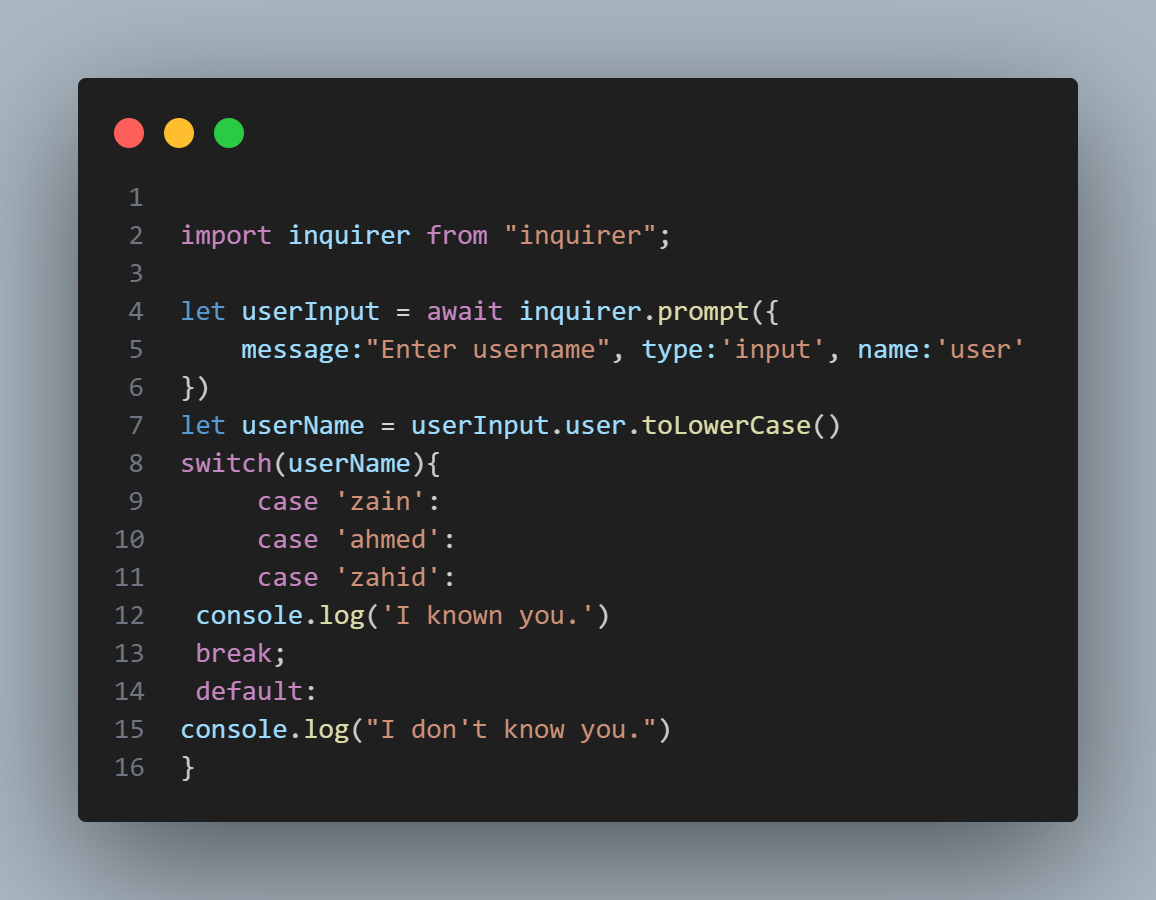 1
2 import inquirer from "inquirer";
3
4 let userInput = await inquirer.prompt({
5     message:"Enter username", type:'input', name:'user'
6 })
7 let userName = userInput.user.toLowerCase()
8 switch(userName){
9      case 'zain':
10      case 'ahmed':
11      case 'zahid':
12  console.log('I known you.')
13  break;
14  default:
15 console.log("I don't know you.")
16 }